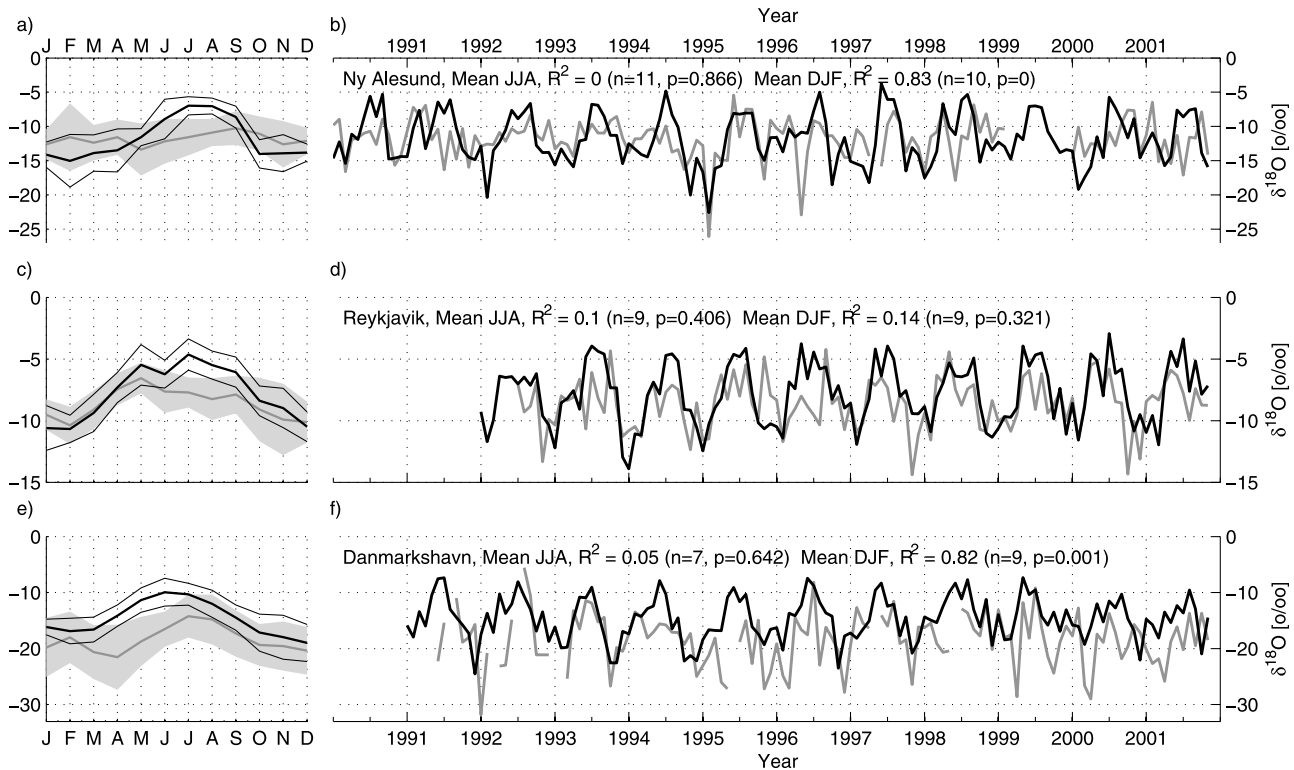 a)
J F M A M J J A S O N D
0
−5
−10
−15
−20
−25
b)
Year
1991 1992 1993 1994 1995 1996 1997 1998 1999 2000 2001
Ny Alesund, Mean JJA, R² = 0 (n=11, p=0.866) Mean DJF, R² = 0.83 (n=10, p=0)
0
−5
−10
−15
−20
−25
δ¹⁸O [o/oo]
c)
0
−5
−10
−15
d)
Reykjavik, Mean JJA, R² = 0.1 (n=9, p=0.406) Mean DJF, R² = 0.14 (n=9, p=0.321)
0
−5
−10
−15
δ¹⁸O [o/oo]
e)
0
−10
−20
−30
J F M A M J J A S O N D
f)
Danmarkshavn, Mean JJA, R² = 0.05 (n=7, p=0.642) Mean DJF, R² = 0.82 (n=9, p=0.001)
0
−10
−20
−30
δ¹⁸O [o/oo]
1991 1992 1993 1994 1995 1996 1997 1998 1999 2000 2001
Year